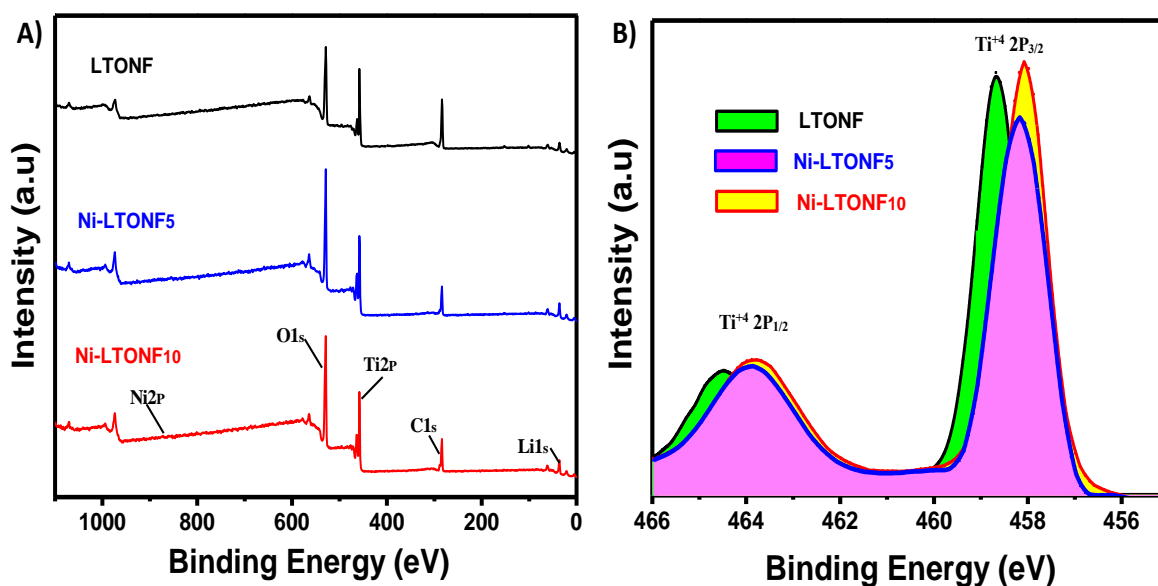 A)
LTONF
Ni-LTONF5
Ni-LTONF10
O1s
Ni2P
Ti2P
C1s
Li1s
Intensity (a.u)
1000 800 600 400 200 0
Binding Energy (eV)
B)
Ti+4 2P3/2
LTONF
Ni-LTONF5
Ni-LTONF10
Ti+4 2P1/2
Intensity (a.u)
466 464 462 460 458 456
Binding Energy (eV)